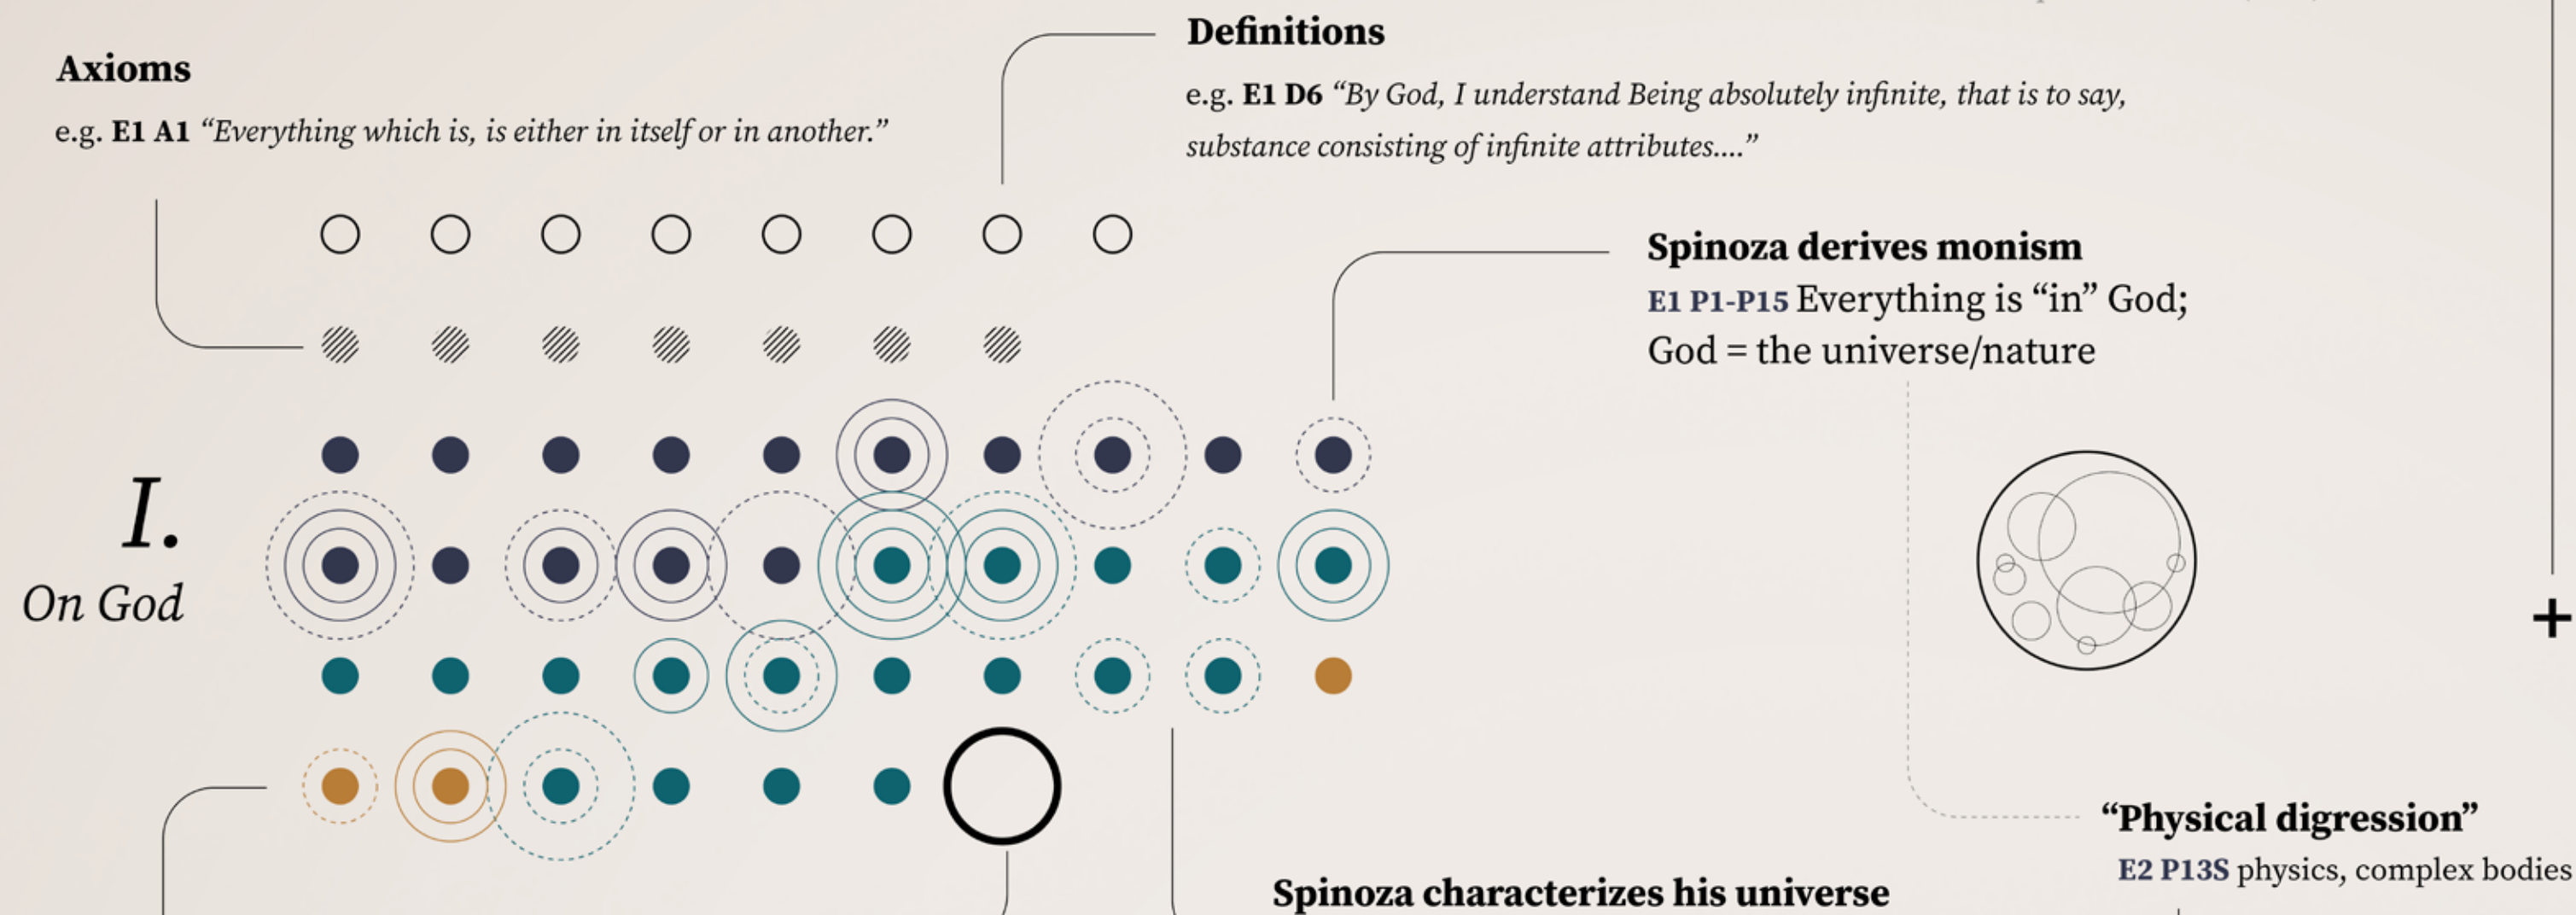 Axioms
e.g. E1 A1 “Everything which is, is either in itself or in another.”
Definitions
e.g. E1 D6 “By God, I understand Being absolutely infinite, that is to say,
substance consisting of infinite attributes....”
Spinoza derives monism
E1 P1-P15 Everything is “in” God;
God = the universe/nature
I.
On God
+
“Physical digression”
E2 P13S physics, complex bodies
Spinoza characterizes his universe